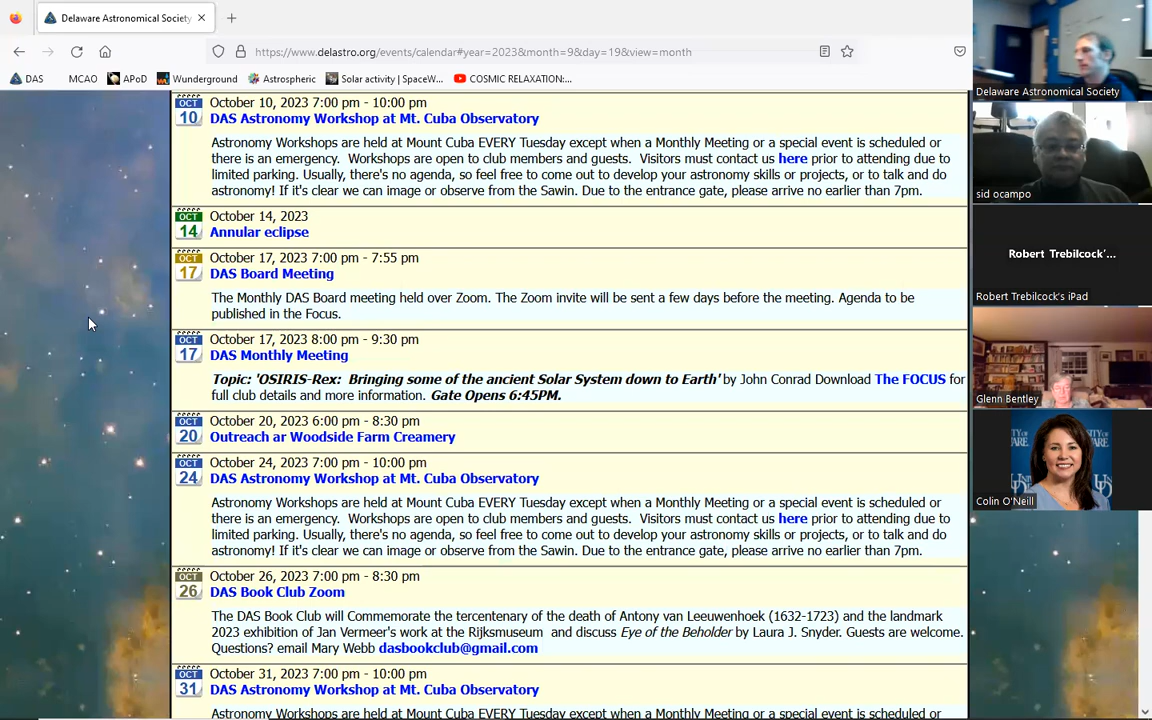 Delaware Astronomical Society
https://www.delastro.org/events/calendar#year=2023&month=9&day=19&view=month
DAS MCAO APoD Wunderground Astrospheric Solar activity | SpaceW... COSMIC RELAXATION:...
OCT 10 October 10, 2023 7:00 pm - 10:00 pm
DAS Astronomy Workshop at Mt. Cuba Observatory
Astronomy Workshops are held at Mount Cuba EVERY Tuesday except when a Monthly Meeting or a special event is scheduled or
there is an emergency. Workshops are open to club members and guests. Visitors must contact us here prior to attending due to
limited parking. Usually, there's no agenda, so feel free to come out to develop your astronomy skills or projects, or to talk and do
astronomy! If it's clear we can image or observe from the Sawin. Due to the entrance gate, please arrive no earlier than 7pm.
OCT 14 October 14, 2023
Annular eclipse
OCT 17 October 17, 2023 7:00 pm - 7:55 pm
DAS Board Meeting
The Monthly DAS Board meeting held over Zoom. The Zoom invite will be sent a few days before the meeting. Agenda to be
published in the Focus.
OCT 17 October 17, 2023 8:00 pm - 9:30 pm
DAS Monthly Meeting
Topic: 'OSIRIS-Rex: Bringing some of the ancient Solar System down to Earth' by John Conrad Download The FOCUS for
full club details and more information. Gate Opens 6:45PM.
OCT 20 October 20, 2023 6:00 pm - 8:30 pm
Outreach ar Woodside Farm Creamery
OCT 24 October 24, 2023 7:00 pm - 10:00 pm
DAS Astronomy Workshop at Mt. Cuba Observatory
Astronomy Workshops are held at Mount Cuba EVERY Tuesday except when a Monthly Meeting or a special event is scheduled or
there is an emergency. Workshops are open to club members and guests. Visitors must contact us here prior to attending due to
limited parking. Usually, there's no agenda, so feel free to come out to develop your astronomy skills or projects, or to talk and do
astronomy! If it's clear we can image or observe from the Sawin. Due to the entrance gate, please arrive no earlier than 7pm.
OCT 26 October 26, 2023 7:00 pm - 8:30 pm
DAS Book Club Zoom
The DAS Book Club will Commemorate the tercentenary of the death of Antony van Leeuwenhoek (1632-1723) and the landmark
2023 exhibition of Jan Vermeer's work at the Rijksmuseum and discuss Eye of the Beholder by Laura J. Snyder. Guests are welcome.
Questions? email Mary Webb dasbookclub@gmail.com
OCT 31 October 31, 2023 7:00 pm - 10:00 pm
DAS Astronomy Workshop at Mt. Cuba Observatory
Astronomy Workshops are held at Mount Cuba EVERY Tuesday except when a Monthly Meeting or a special event is scheduled or
Delaware Astronomical Society
sid ocampo
Robert Trebilcock'...
Robert Trebilcock's iPad
Glenn Bentley
Colin O'Neill